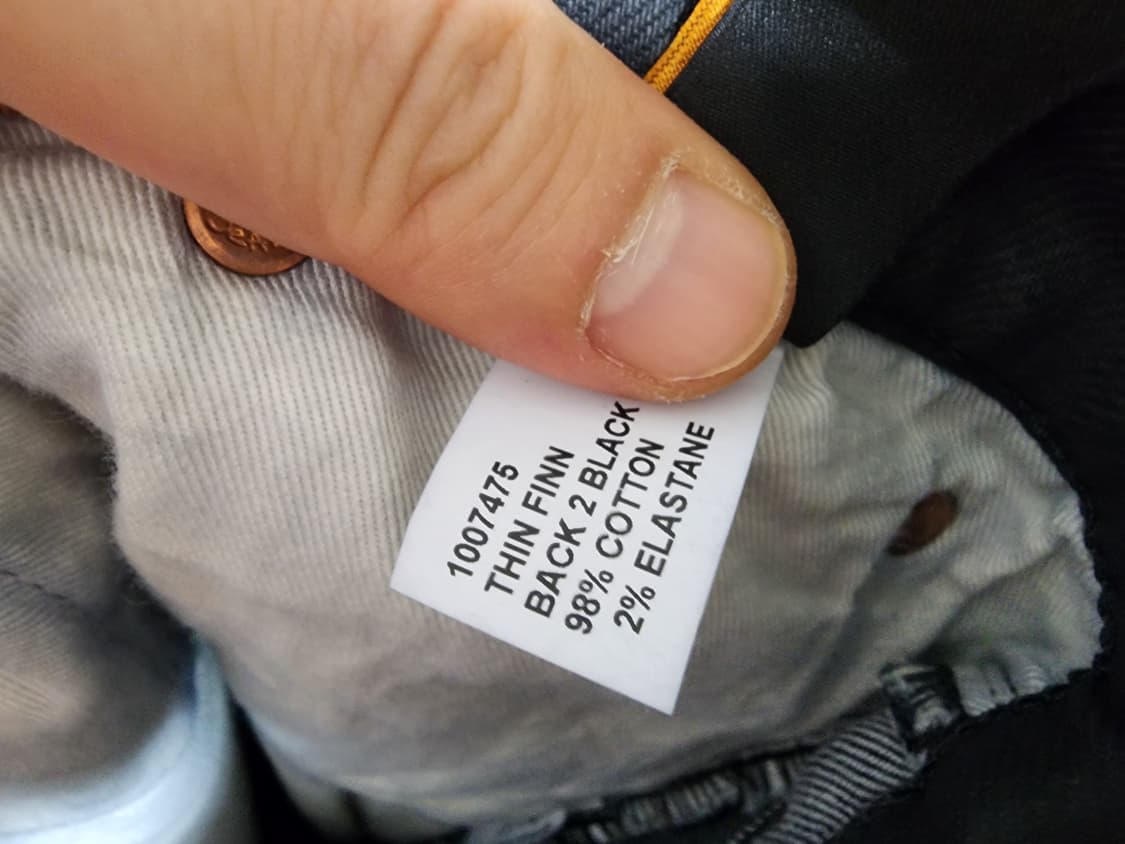 1007475
THIN FINN
BACK 2 BLACK
98% COTTON
2% ELASTANE